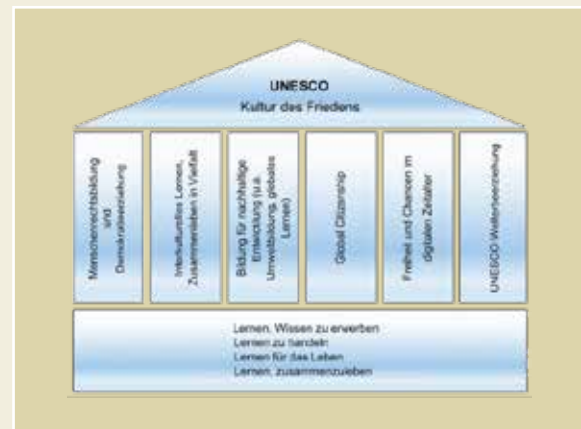 UNESCO
Kultur des Friedens
Menschenrechtsbildung
und
Demokratieerziehung
Interkulturelles Lernen,
Zusammenleben in Vielfalt
Bildung für nachhaltige
Entwicklung (u.a.
Umweltbildung, globales
Lernen)
Global Citizenship
Freiheit und Chancen im
digitalen Zeitalter
UNESCO Welterbeerziehung
Lernen, Wissen zu erwerben
Lernen zu handeln
Lernen für das Leben
Lernen, zusammenzuleben